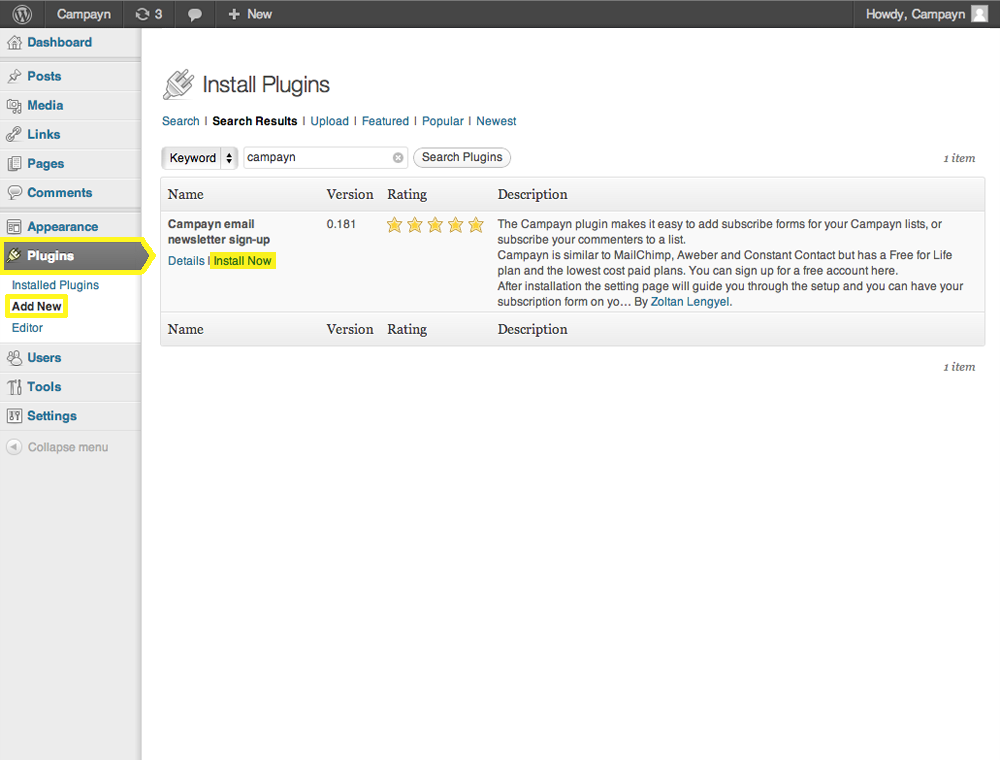 Campayn 3 + New Howdy, Campayn
Dashboard
Posts
Media
Links
Pages
Comments
Appearance
Plugins
Installed Plugins
Add New
Editor
Users
Tools
Settings
Collapse menu
Install Plugins
Search | Search Results | Upload | Featured | Popular | Newest
Keyword campayn Search Plugins 1 item
Name Version Rating Description
Campayn email
newsletter sign-up
0.181
Details | Install Now
The Campayn plugin makes it easy to add subscribe forms for your Campayn lists, or
subscribe your commenters to a list.
Campayn is similar to MailChimp, Aweber and Constant Contact but has a Free for Life
plan and the lowest cost paid plans. You can sign up for a free account here.
After installation the setting page will guide you through the setup and you can have your
subscription form on yo… By Zoltan Lengyel.
Name Version Rating Description
1 item